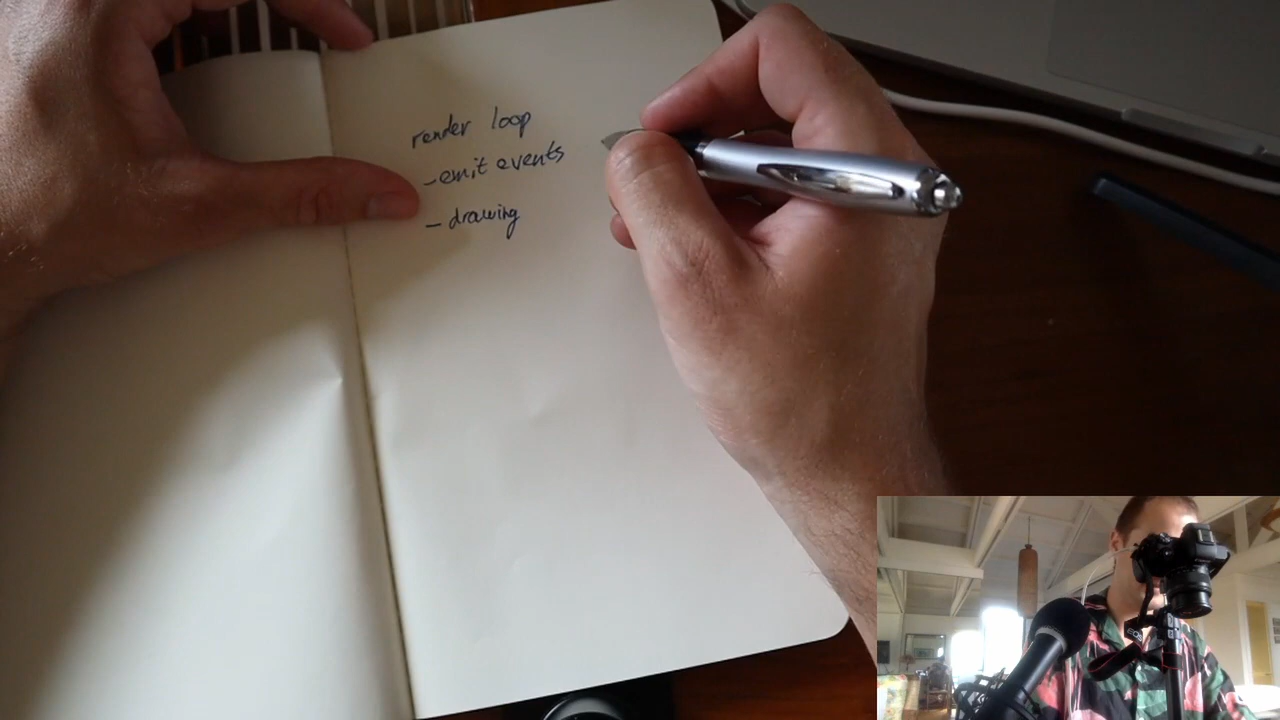 render loop
- emit events
- drawing